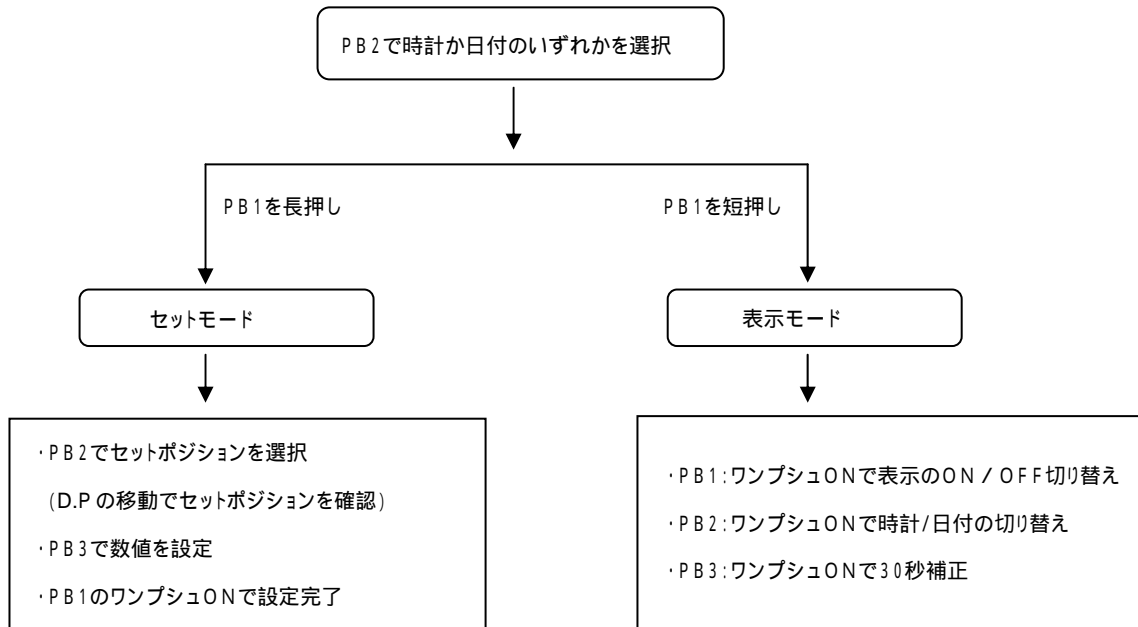 PB2で時計か日付のいずれかを選択
PB1を長押し
PB1を短押し
セットモード
表示モード
・PB2でセットポジションを選択
(D.P の移動でセットポジションを確認)
・PB3で数値を設定
・PB1のワンプシュONで設定完了
・PB1:ワンプシュONで表示のON/OFF切り替え
・PB2:ワンプシュONで時計/日付の切り替え
・PB3:ワンプシュONで30秒補正